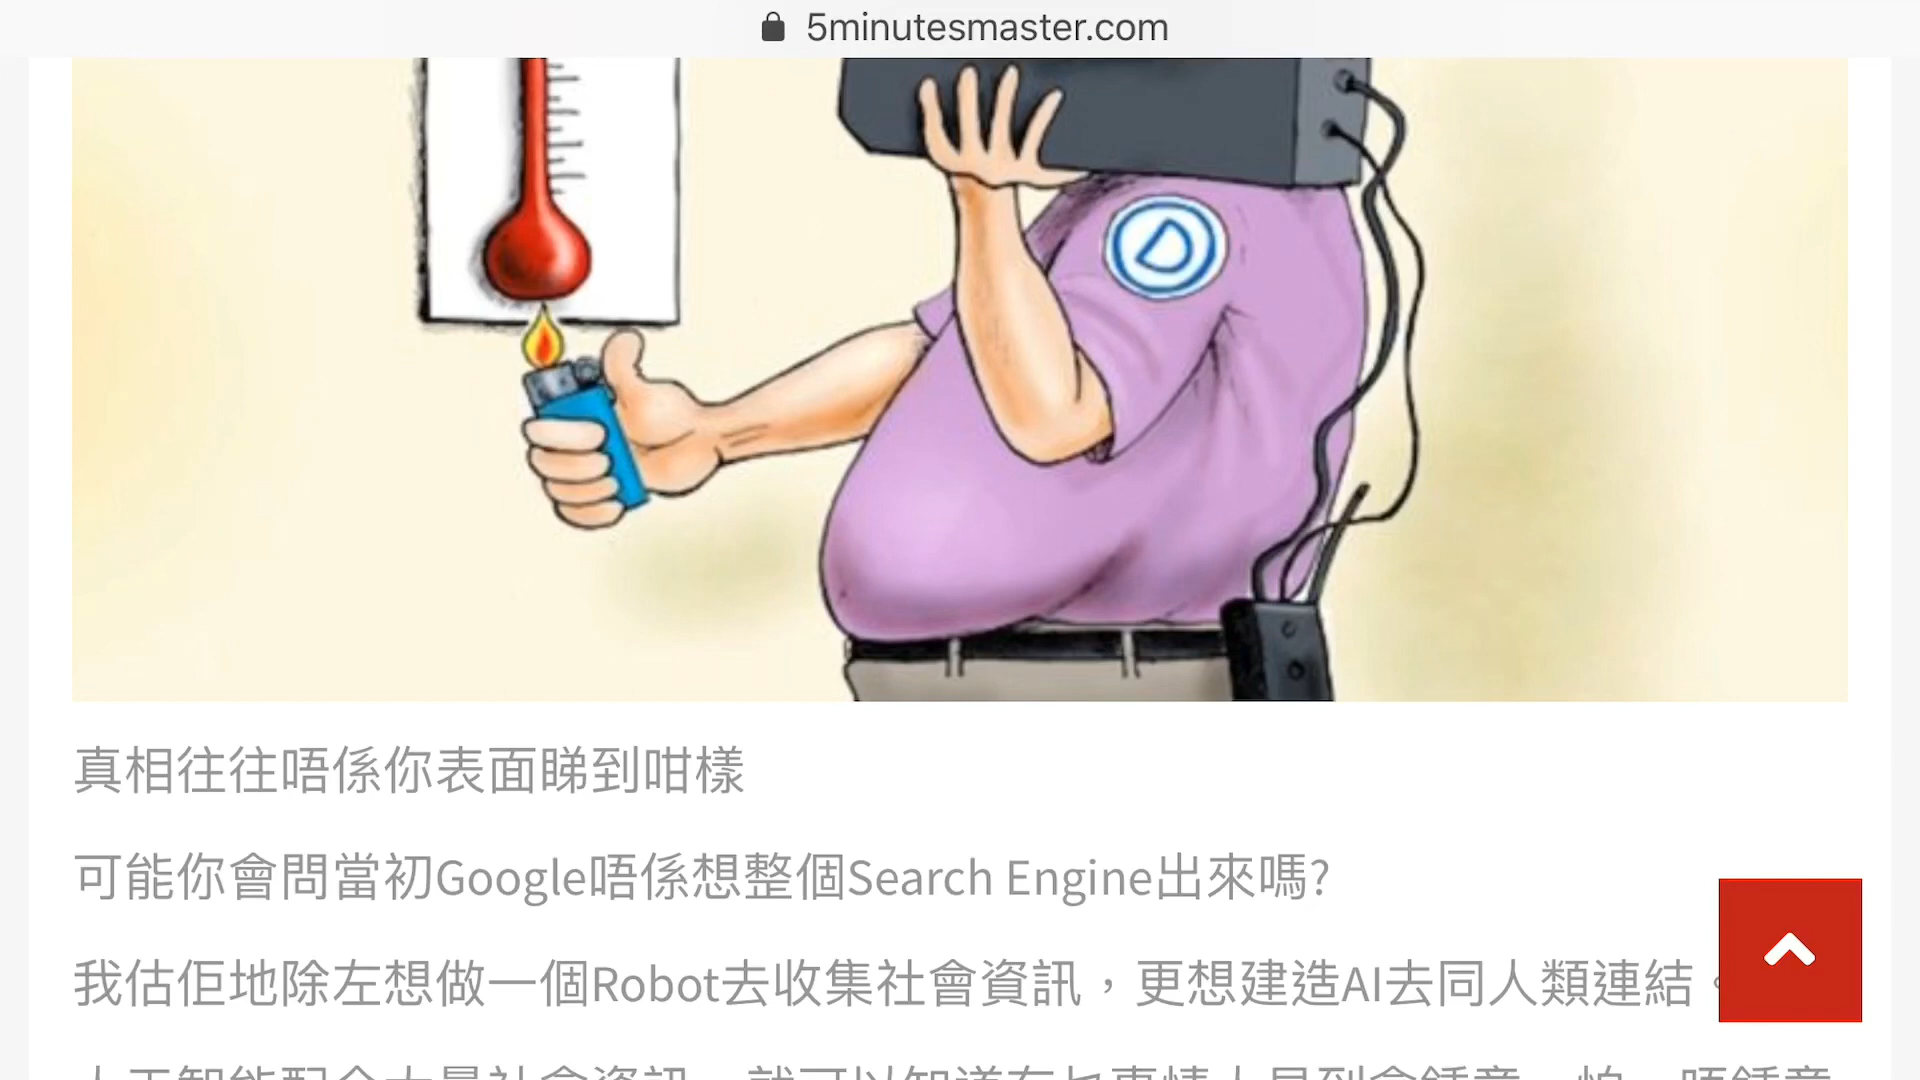 5minutesmaster.com
D
真相往往唔係你表面睇到咁樣
可能你會問當初Google唔係想整個Search Engine出來嗎?
我估佢地除左想做一個Robot去收集社會資訊，更想建造AI去同人類連結。